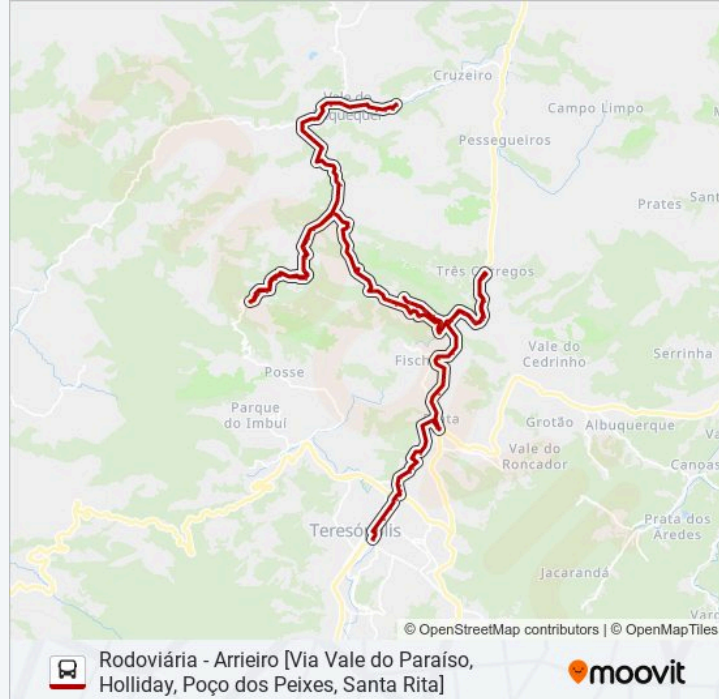 Cruzeiro
Vale do
Campo Limpo
Pessegueiros
Prates
Três Córregos
Vale do
Cedrinho
Serrinha
Posse
Parque
do Imbuí
Grotão
Albuquerque
Vale do
Roncador
Canoas
Teresópolis
Prata dos
Aredes
Jacarandá
© OpenStreetMap contributors | © OpenMapTiles
Rodoviária - Arrieiro [Via Vale do Paraíso,
Holliday, Poço dos Peixes, Santa Rita]
moovit